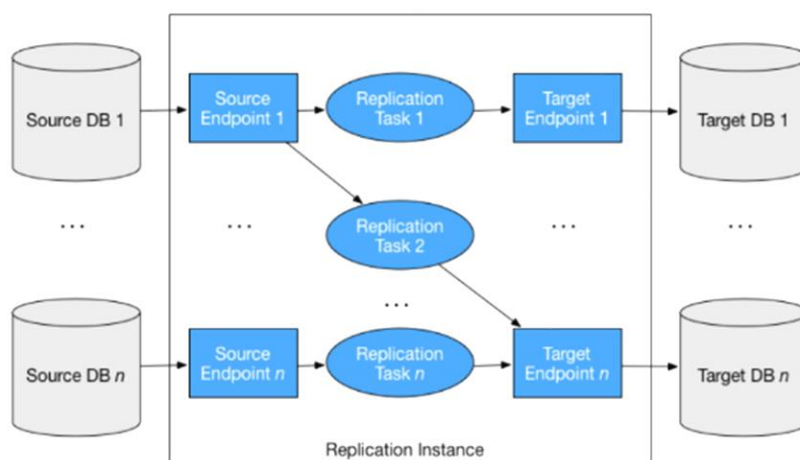 Source DB 1
Source
Endpoint 1
Replication
Task 1
Target
Endpoint 1
Target DB 1
...
...
Replication
Task 2
...
...
...
Source DB n
Source
Endpoint n
Replication
Task n
Target
Endpoint n
Target DB n
Replication Instance